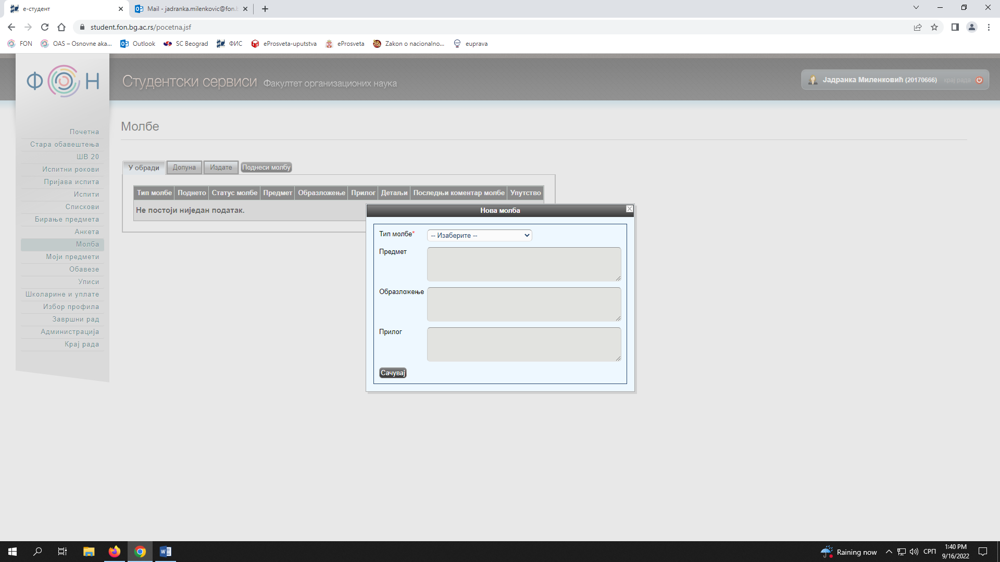 е-студент
Mail - jadranka.milenkovic@fon.b
student.fon.bg.ac.rs/pocetna.jsf
FON
OAS – Osnovne aka...
Outlook
SC Beograd
ФИС
eProsveta-uputstva
eProsveta
Zakon o nacionalno...
euprava
ФОН
Студентски сервиси Факултет организационих наука
Јадранка Миленковић (20170666) крај рада
Почетна
Стара обавештења
ШВ 20
Испитни рокови
Пријава испита
Испити
Спискови
Бирање предмета
Анкета
Молба
Моји предмети
Обавезе
Уписи
Школарине и уплате
Избор профила
Завршни рад
Администрација
Крај рада
Молбе
У обради Допуна Издате Поднеси молбу
Тип молбе Поднето Статус молбе Предмет Образложење Прилог Детаљи Последњи коментар молбе Упутство
Не постоји ниједан податак.
Нова молба
Тип молбе* -- Изаберите --
Предмет
Образложење
Прилог
Сачувај
Raining now
СРП
1:40 PM
9/16/2022